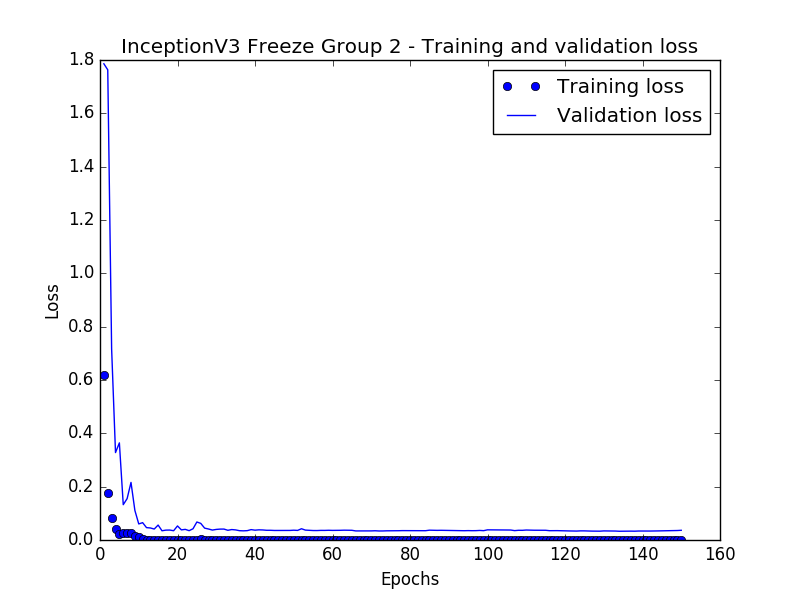 InceptionV3 Freeze Group 2 - Training and validation loss
Training loss
Validation loss
1.8
1.6
1.4
1.2
1.0
0.8
0.6
0.4
0.2
0.0
Loss
0 20 40 60 80 100 120 140 160
Epochs